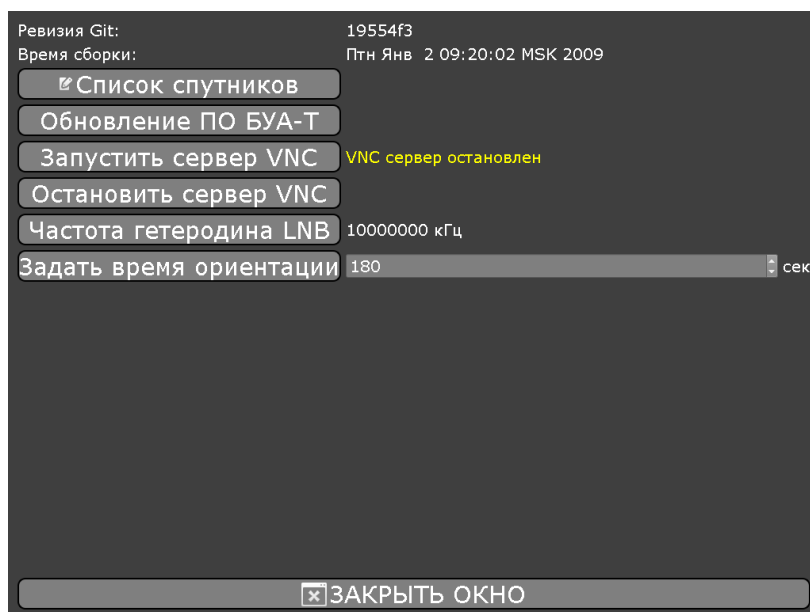 Ревизия Git: 19554f3
Время сборки: Птн Янв 2 09:20:02 MSK 2009
Список спутников
Обновление ПО БУА-Т
Запустить сервер VNC VNC сервер остановлен
Остановить сервер VNC
Частота гетеродина LNB 10000000 кГц
Задать время ориентации 180 сек
ЗАКРЫТЬ ОКНО